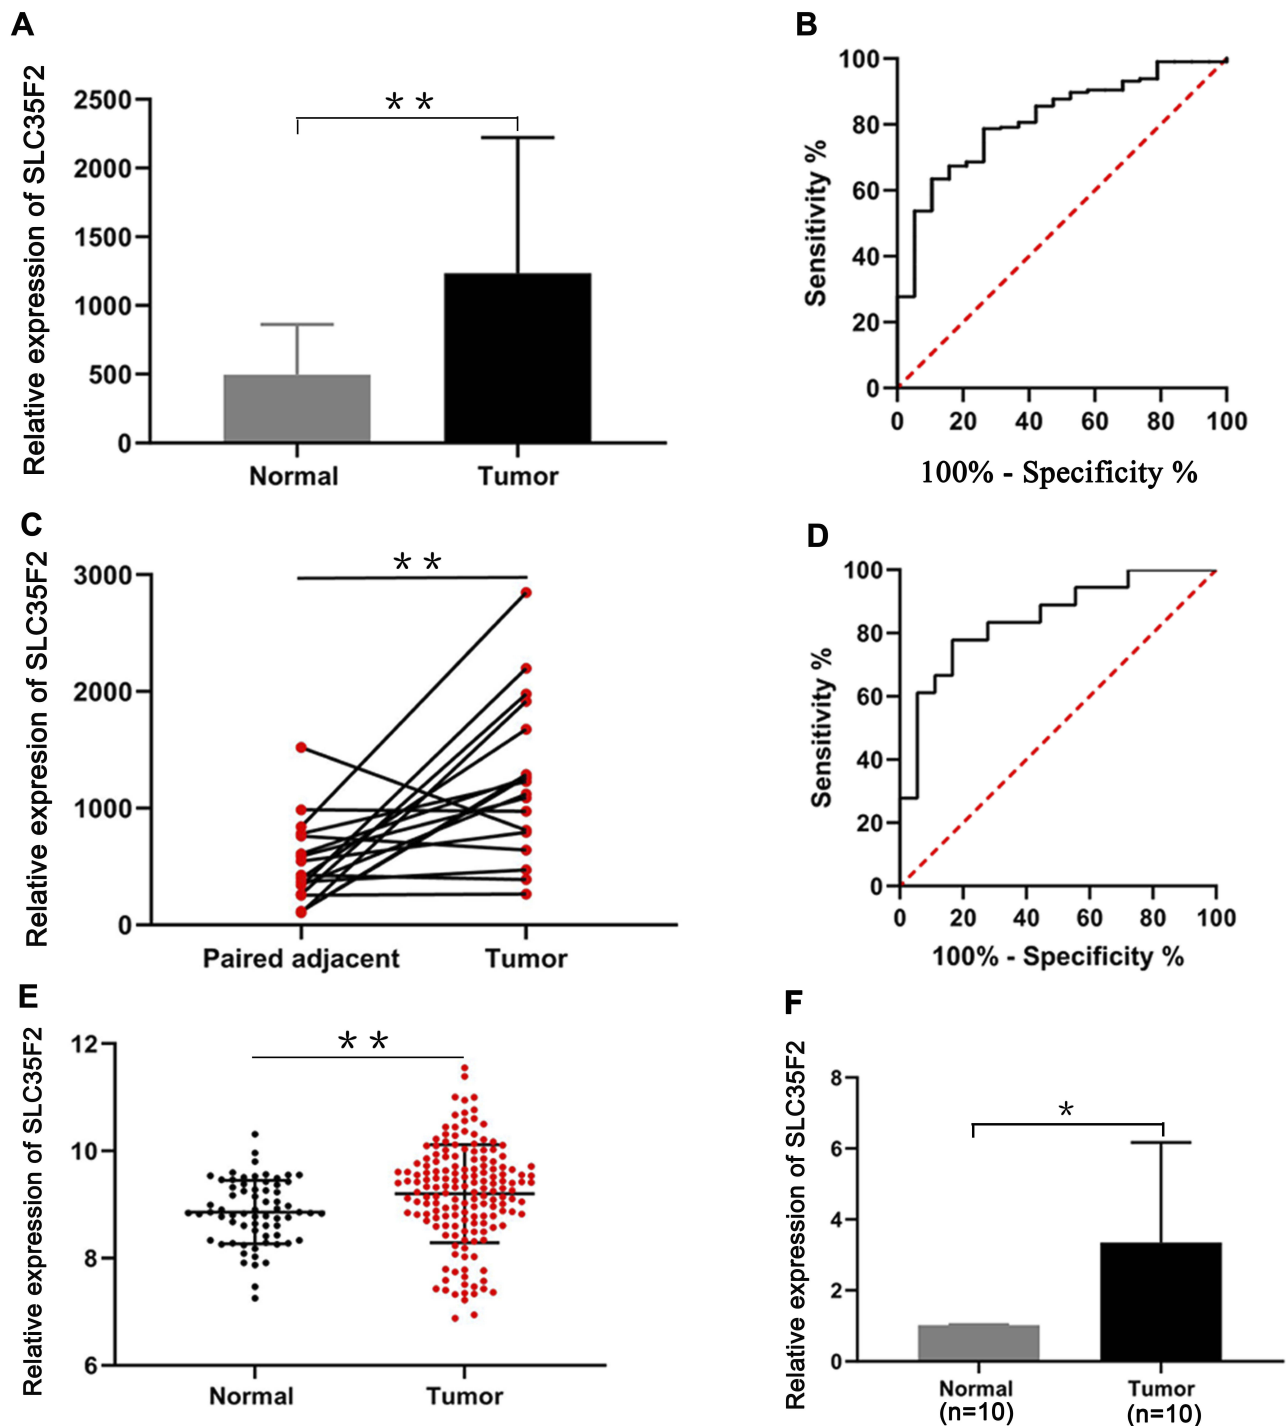 A
Relative expression of SLC35F2
2500
2000
1500
1000
500
0
**
Normal Tumor
B
Sensitivity %
100
80
60
40
20
0
0 20 40 60 80 100
100% - Specificity %
C
Relative expresion of SLC35F2
3000
2000
1000
0
**
Paired adjacent Tumor
D
Sensitivity %
100
80
60
40
20
0
0 20 40 60 80 100
100% - Specificity %
E
Relative expression of SLC35F2
12
10
8
6
**
Normal Tumor
F
Relative expression of SLC35F2
8
6
4
2
0
*
Normal Tumor
(n=10) (n=10)